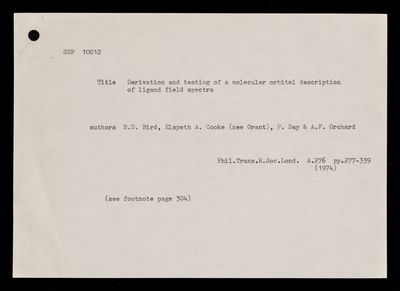 SUP 10012
Title Derivation and testing of a molecular orbital description
of ligand field spectra
authors B.D. Bird, Elspeth A. Cooke (nee Grant), P. Day & A.F. Orchard
Phil.Trans.R.Soc.Lond. A.276 pp.277-339
(1974)
(see footnote page 304)